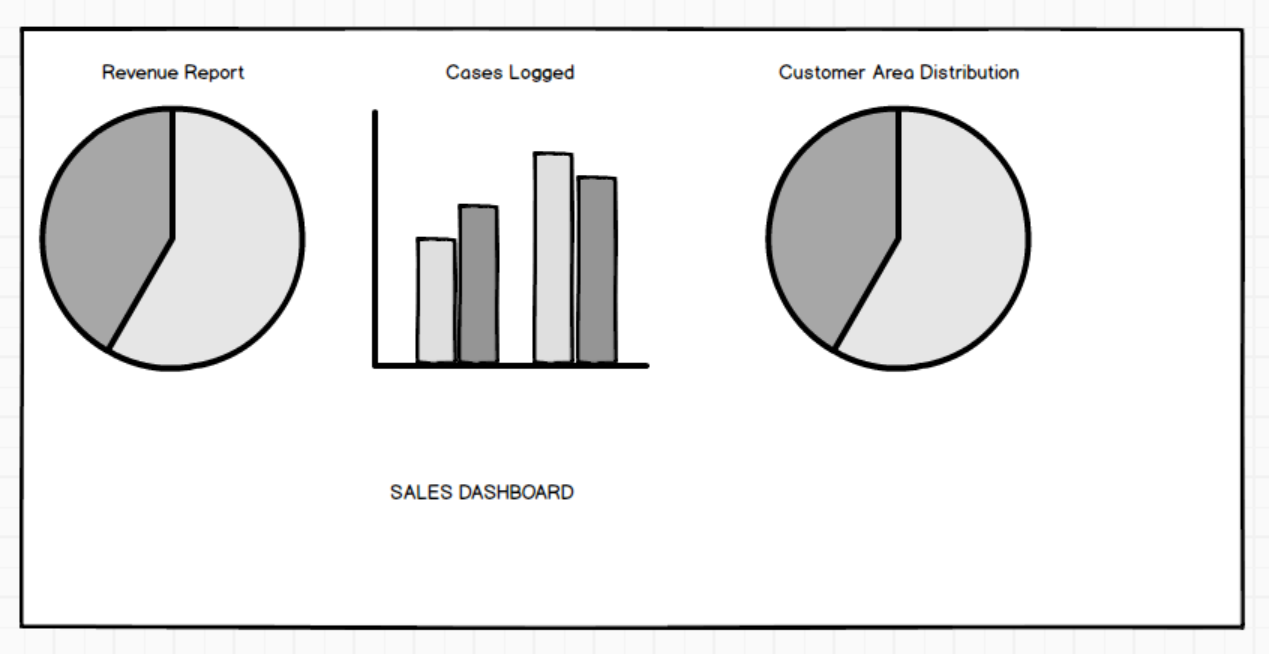 Revenue Report
Cases Logged
Customer Area Distribution
SALES DASHBOARD